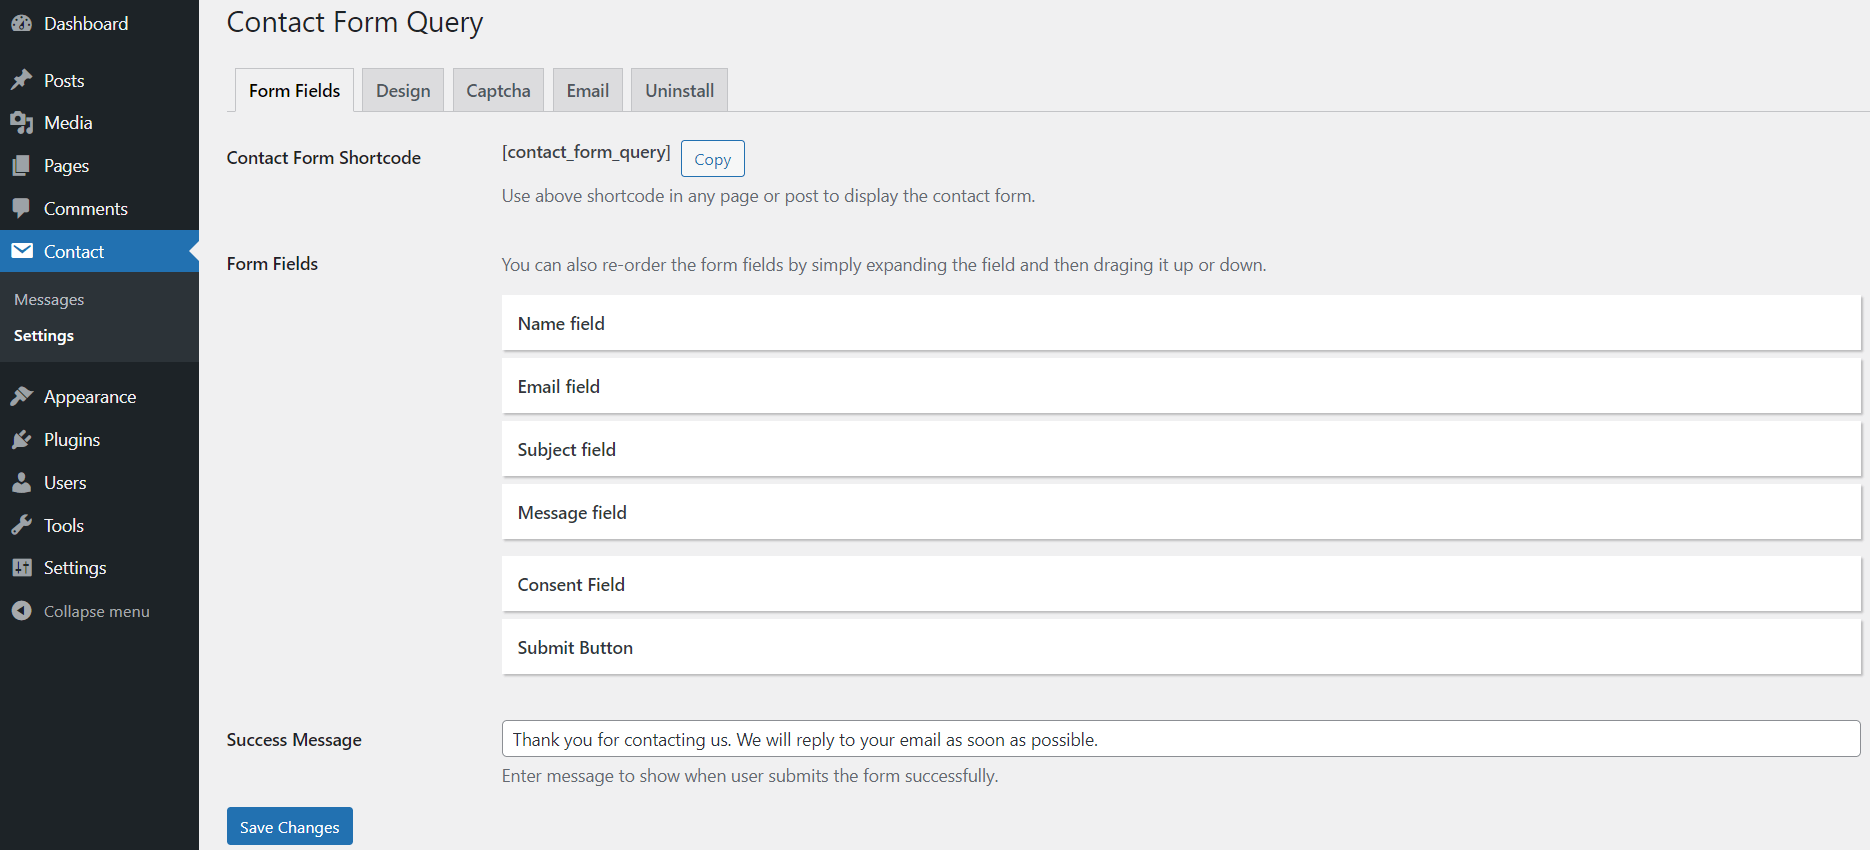 Dashboard
Posts
Media
Pages
Comments
Contact
Messages
Settings
Appearance
Plugins
Users
Tools
Settings
Collapse menu
Contact Form Query
Form Fields Design Captcha Email Uninstall
Contact Form Shortcode [contact_form_query] Copy
Use above shortcode in any page or post to display the contact form.
Form Fields You can also re-order the form fields by simply expanding the field and then draging it up or down.
Name field
Email field
Subject field
Message field
Consent Field
Submit Button
Success Message Thank you for contacting us. We will reply to your email as soon as possible.
Enter message to show when user submits the form successfully.
Save Changes